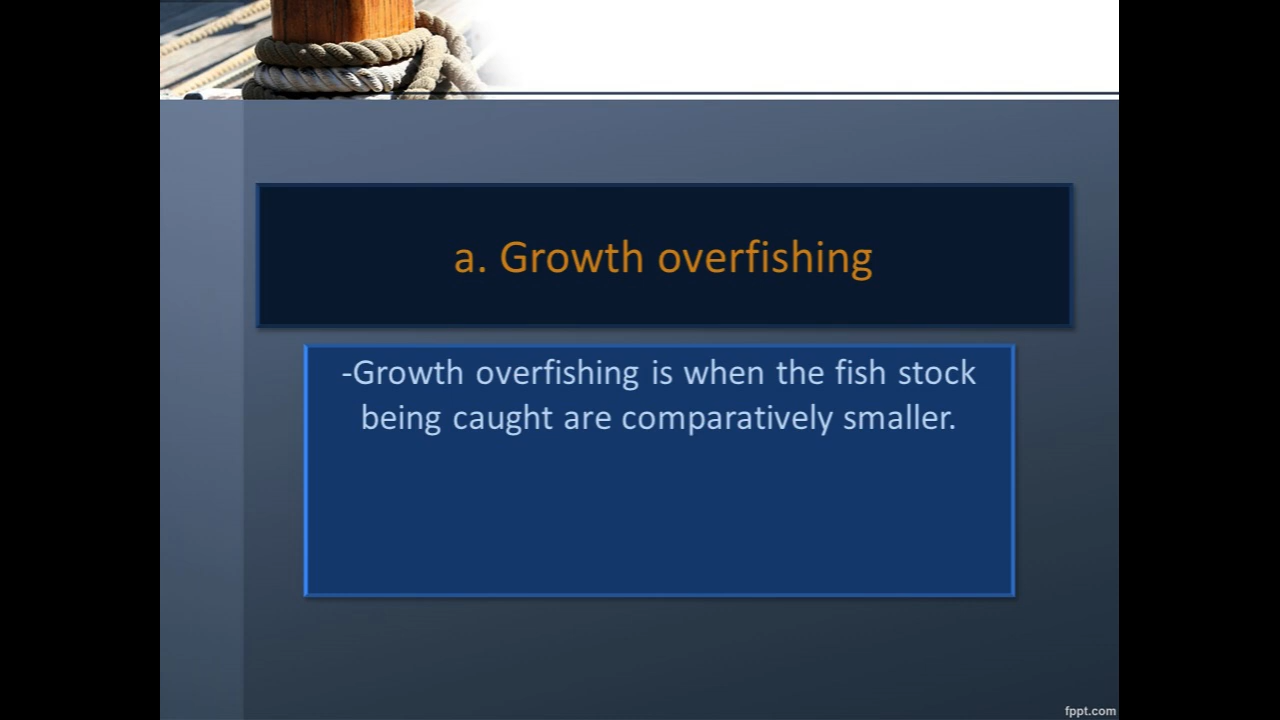 a. Growth overfishing
-Growth overfishing is when the fish stock
being caught are comparatively smaller.
fppt.com